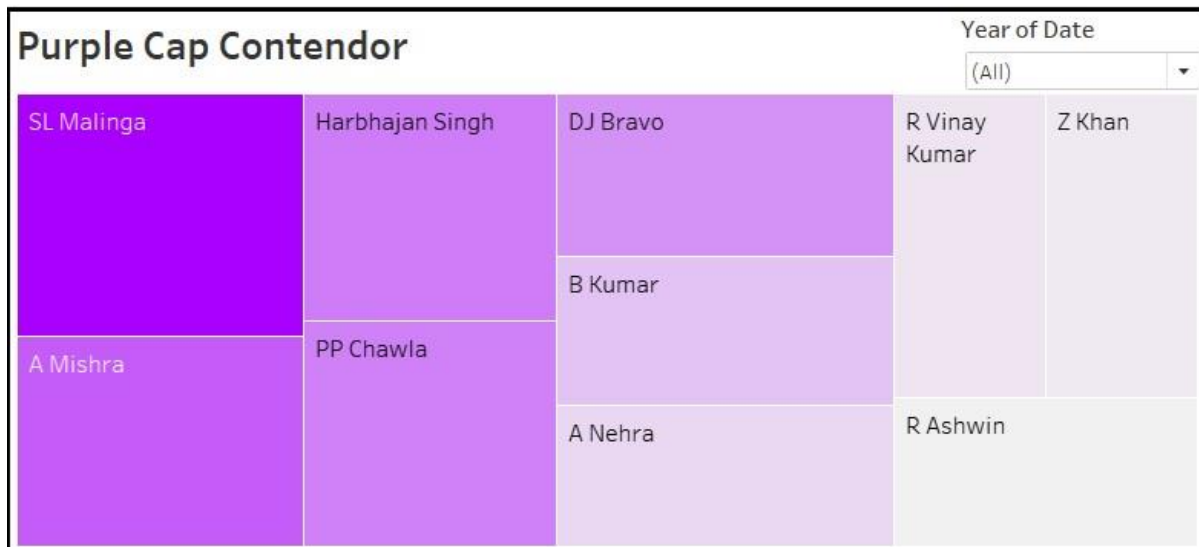 Purple Cap Contendor
Year of Date
(All)
SL Malinga
Harbhajan Singh
DJ Bravo
R Vinay
Kumar
Z Khan
B Kumar
A Mishra
PP Chawla
A Nehra
R Ashwin